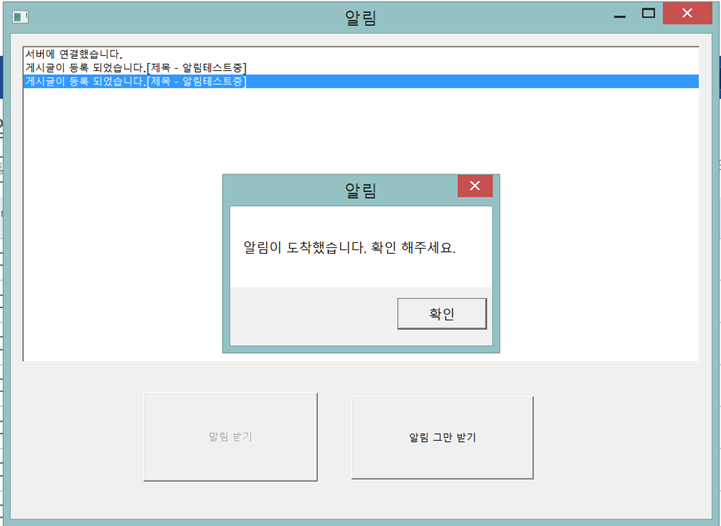 알림
서버에 연결했습니다.
게시글이 등록 되었습니다.[제목 - 알림테스트중]
게시글이 등록 되었습니다.[제목 - 알림테스트중]
알림
알림이 도착했습니다. 확인 해주세요.
확인
알림 받기
알림 그만 받기